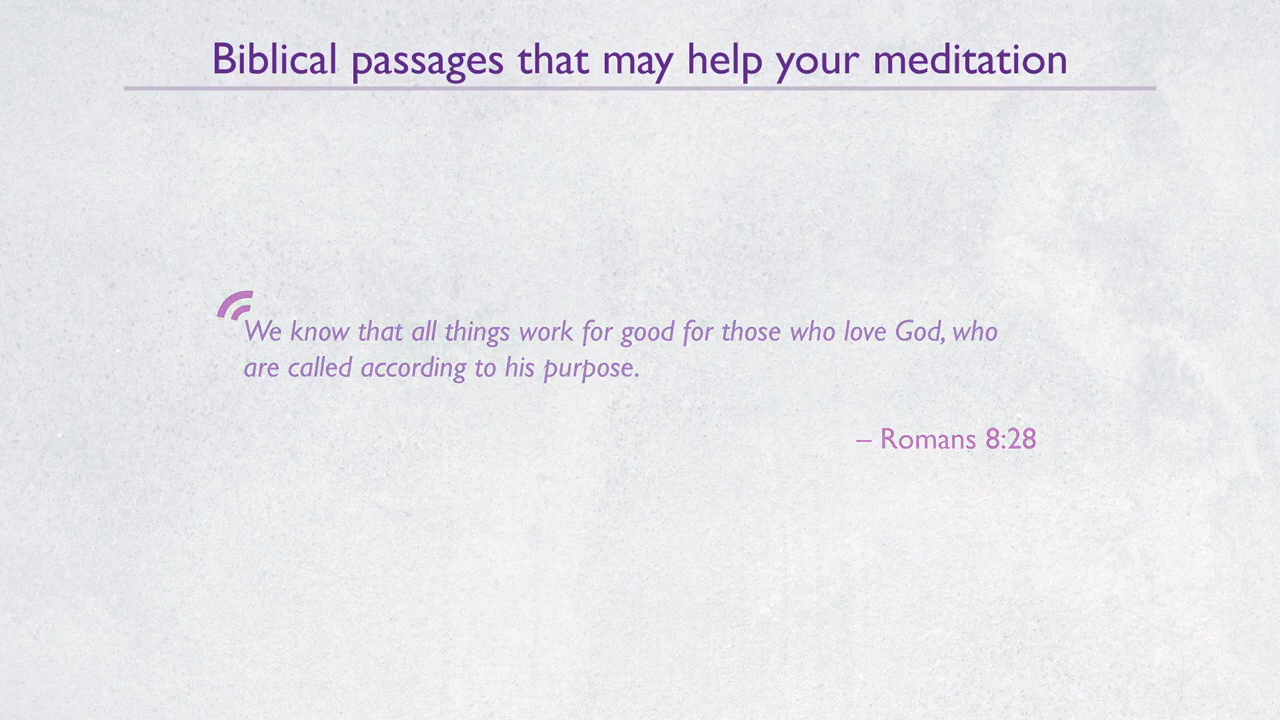 Biblical passages that may help your meditation
We know that all things work for good for those who love God, who
are called according to his purpose.
– Romans 8:28